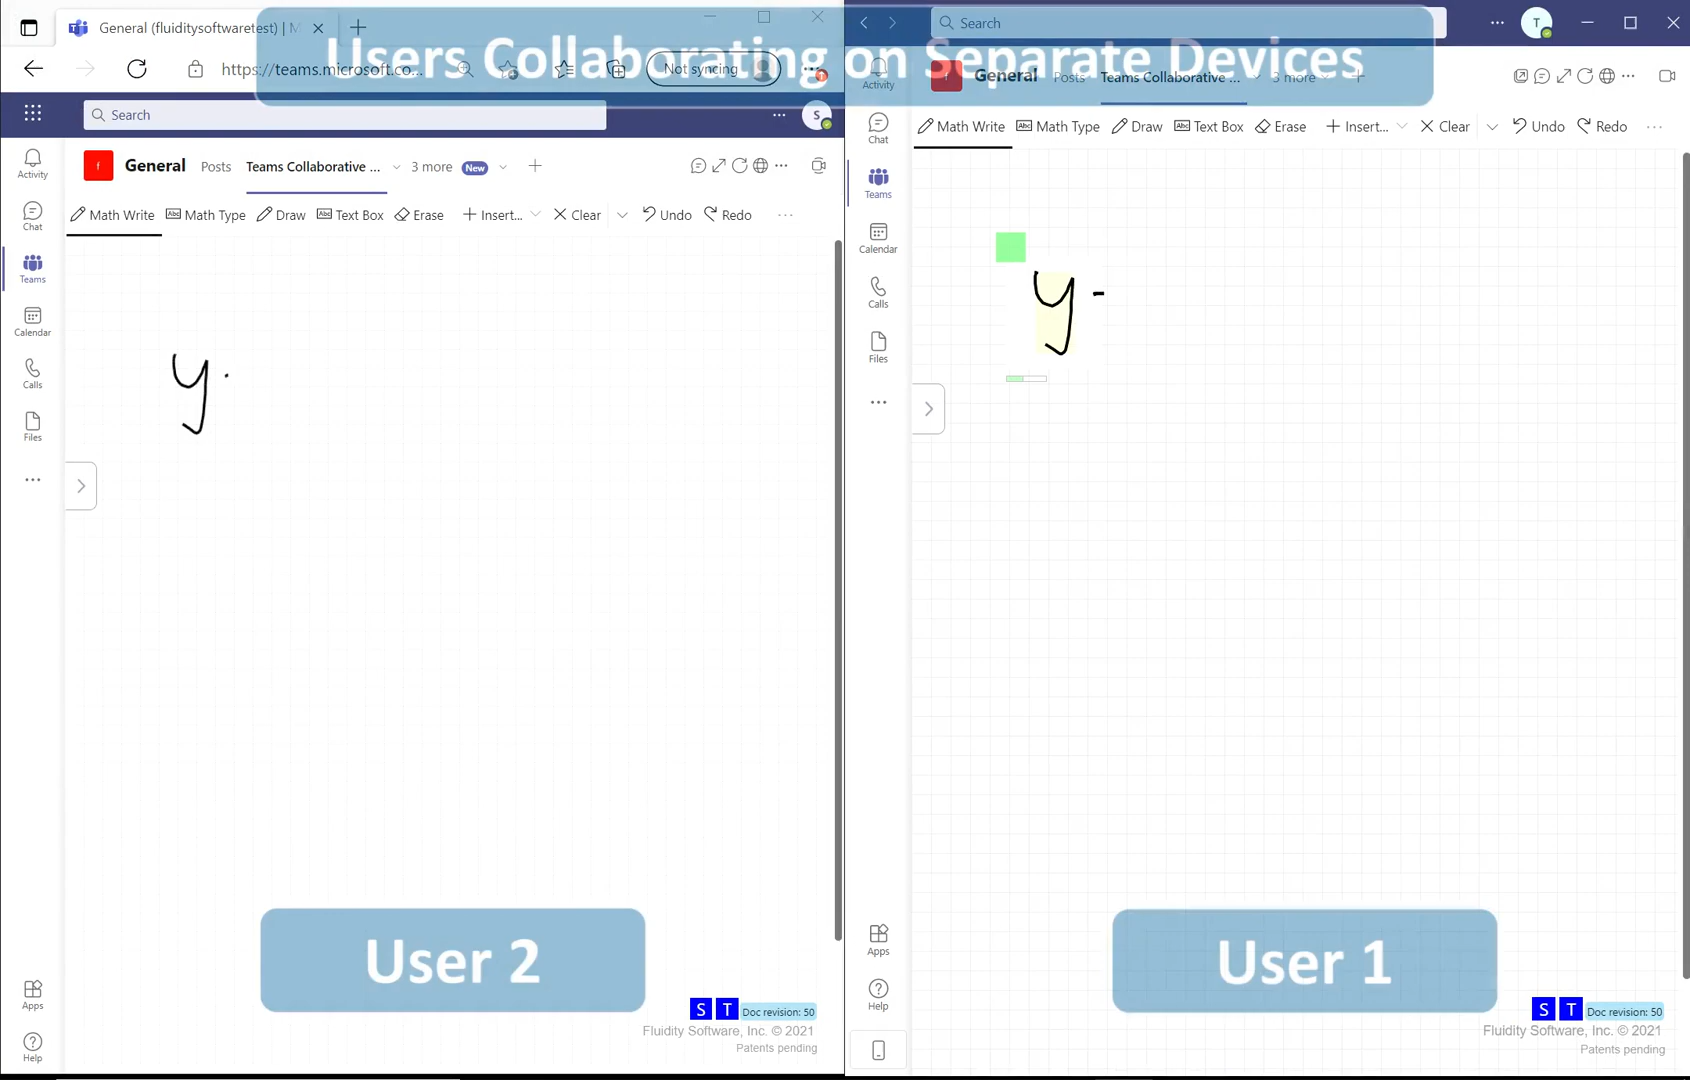 Users Collaborating on Separate Devices
General (fluiditysoftwaretest) | M
https://teams.microsoft.co...
Not syncing
Search
S
Activity
Chat
Teams
Calendar
Calls
Files
Apps
Help
f General Posts Teams Collaborative ... 3 more New
Math Write Abc Math Type Draw Abc Text Box Erase Insert... Clear Undo Redo
y
User 2
S T Doc revision: 50
Fluidity Software, Inc. © 2021
Patents pending
Search
T
Activity
Chat
Teams
Calendar
Calls
Files
Apps
Help
f General Posts Teams Collaborative ... 3 more
Math Write Abc Math Type Draw Abc Text Box Erase Insert... Clear Undo Redo
y -
User 1
S T Doc revision: 50
Fluidity Software, Inc. © 2021
Patents pending